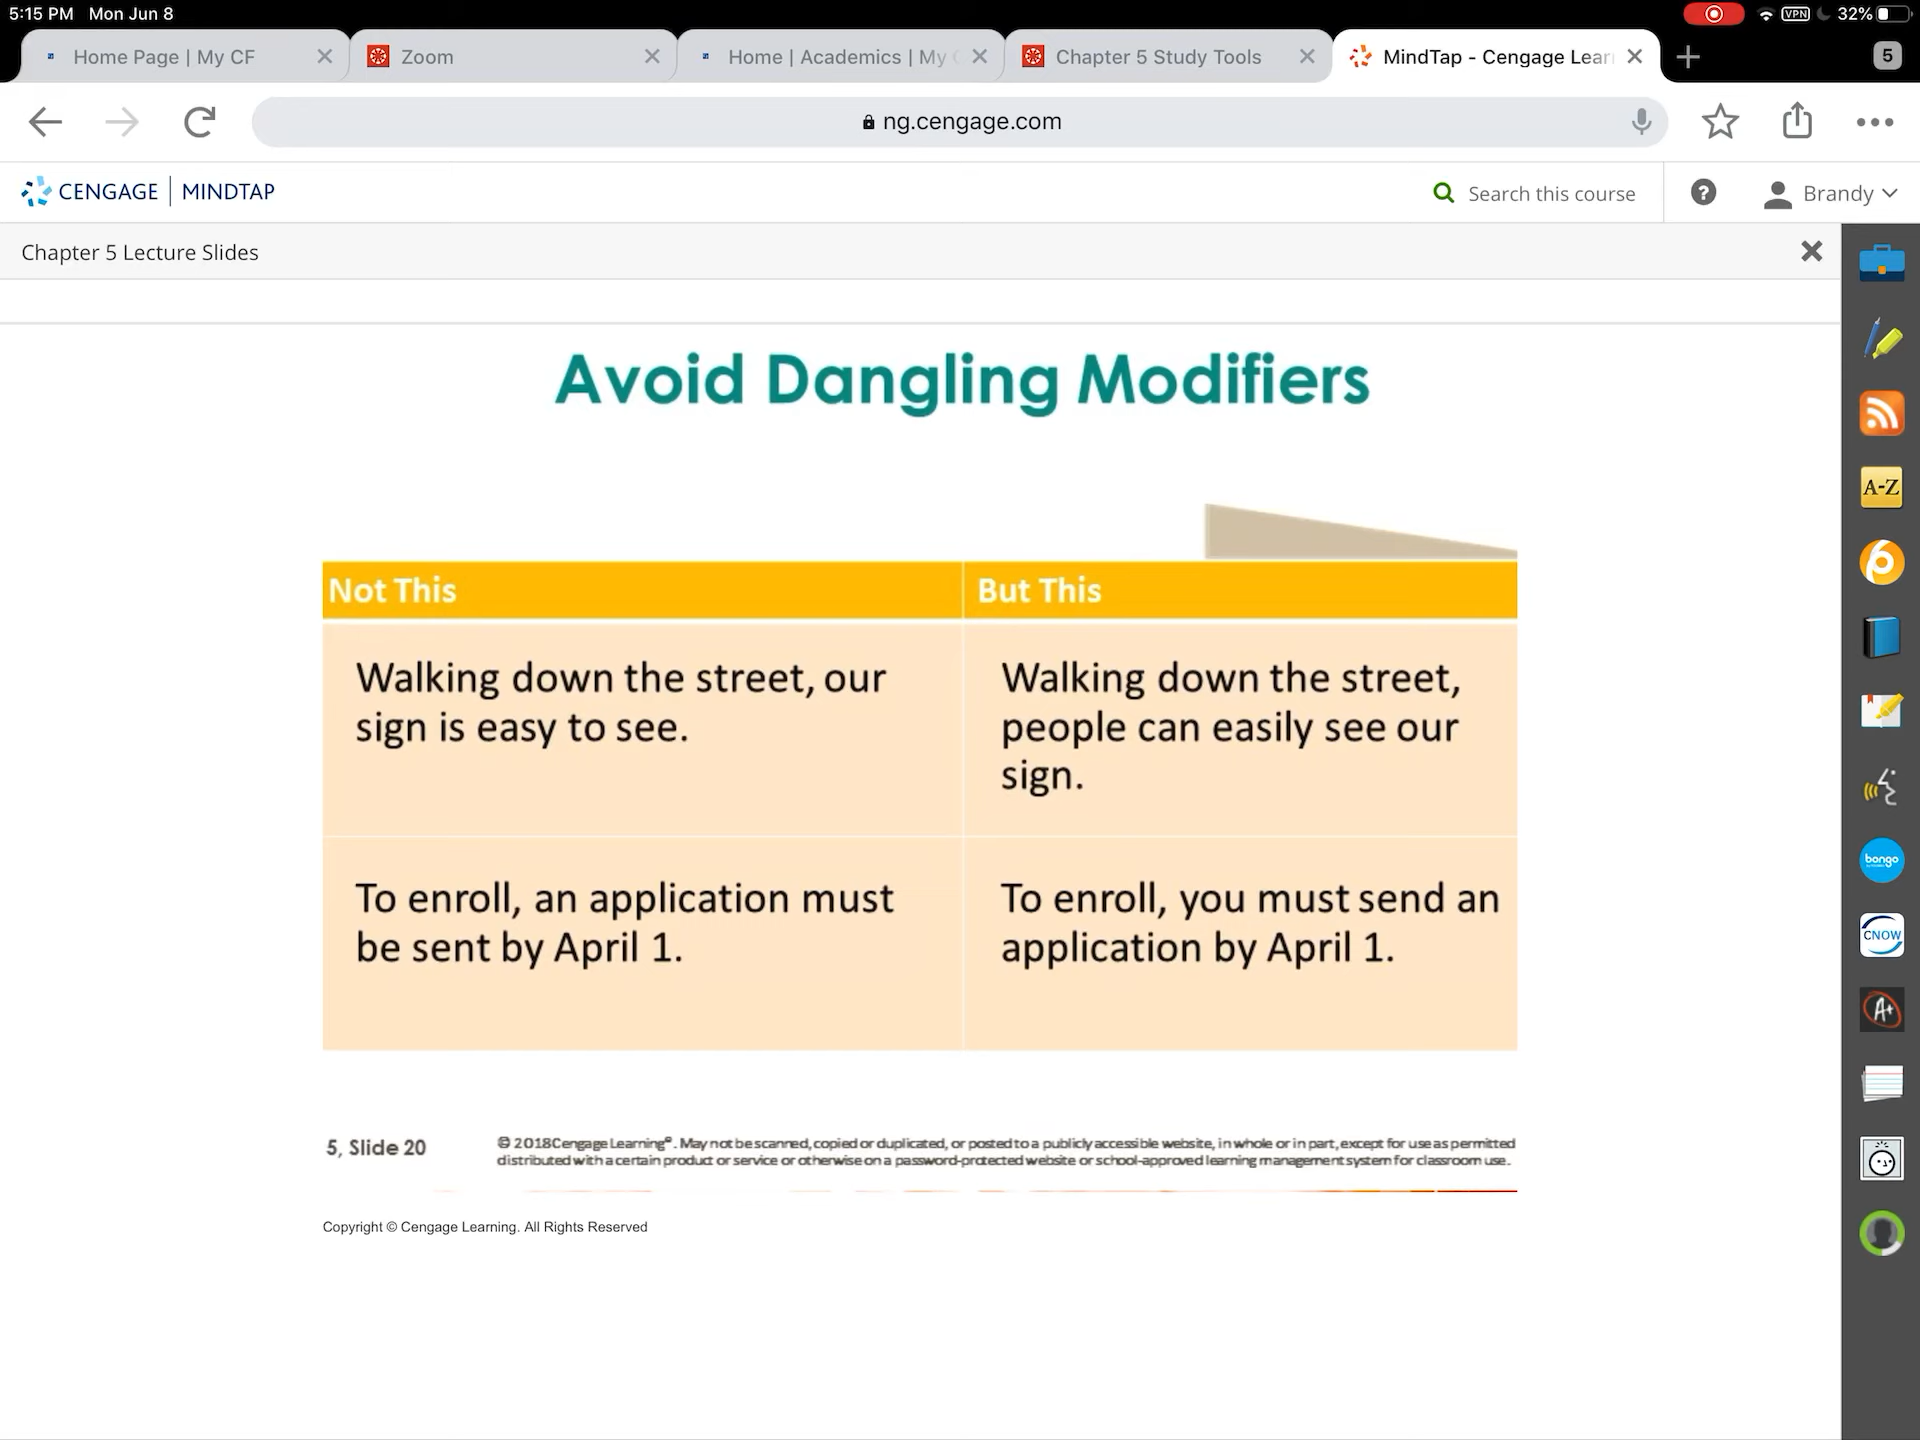 5:15 PM Mon Jun 8
VPN 32%
Home Page | My CF
Zoom
Home | Academics | My
Chapter 5 Study Tools
MindTap - Cengage Lear
5
ng.cengage.com
CENGAGE | MINDTAP
Search this course
?
Brandy
Chapter 5 Lecture Slides
Avoid Dangling Modifiers
Not This
But This
Walking down the street, our
sign is easy to see.
Walking down the street,
people can easily see our
sign.
To enroll, an application must
be sent by April 1.
To enroll, you must send an
application by April 1.
5, Slide 20
© 2018 Cengage Learning®. May not be scanned, copied or duplicated, or posted to a publicly accessible website, in whole or in part, except for use as permitted
distributed with a certain product or service or otherwise on a password-protected website or school-approved learning management system for classroom use.
Copyright © Cengage Learning. All Rights Reserved
A-Z
bongo
CNOW
A+